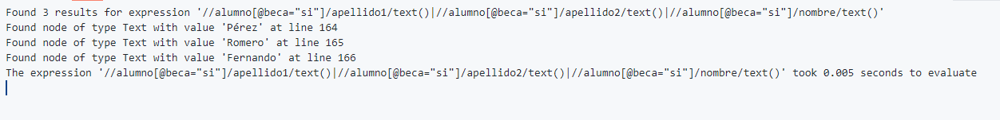 Found 3 results for expression '//alumno[@beca="si"]/apellido1/text()|//alumno[@beca="si"]/apellido2/text()|//alumno[@beca="si"]/nombre/text()'
Found node of type Text with value 'Pérez' at line 164
Found node of type Text with value 'Romero' at line 165
Found node of type Text with value 'Fernando' at line 166
The expression '//alumno[@beca="si"]/apellido1/text()|//alumno[@beca="si"]/apellido2/text()|//alumno[@beca="si"]/nombre/text()' took 0.005 seconds to evaluate